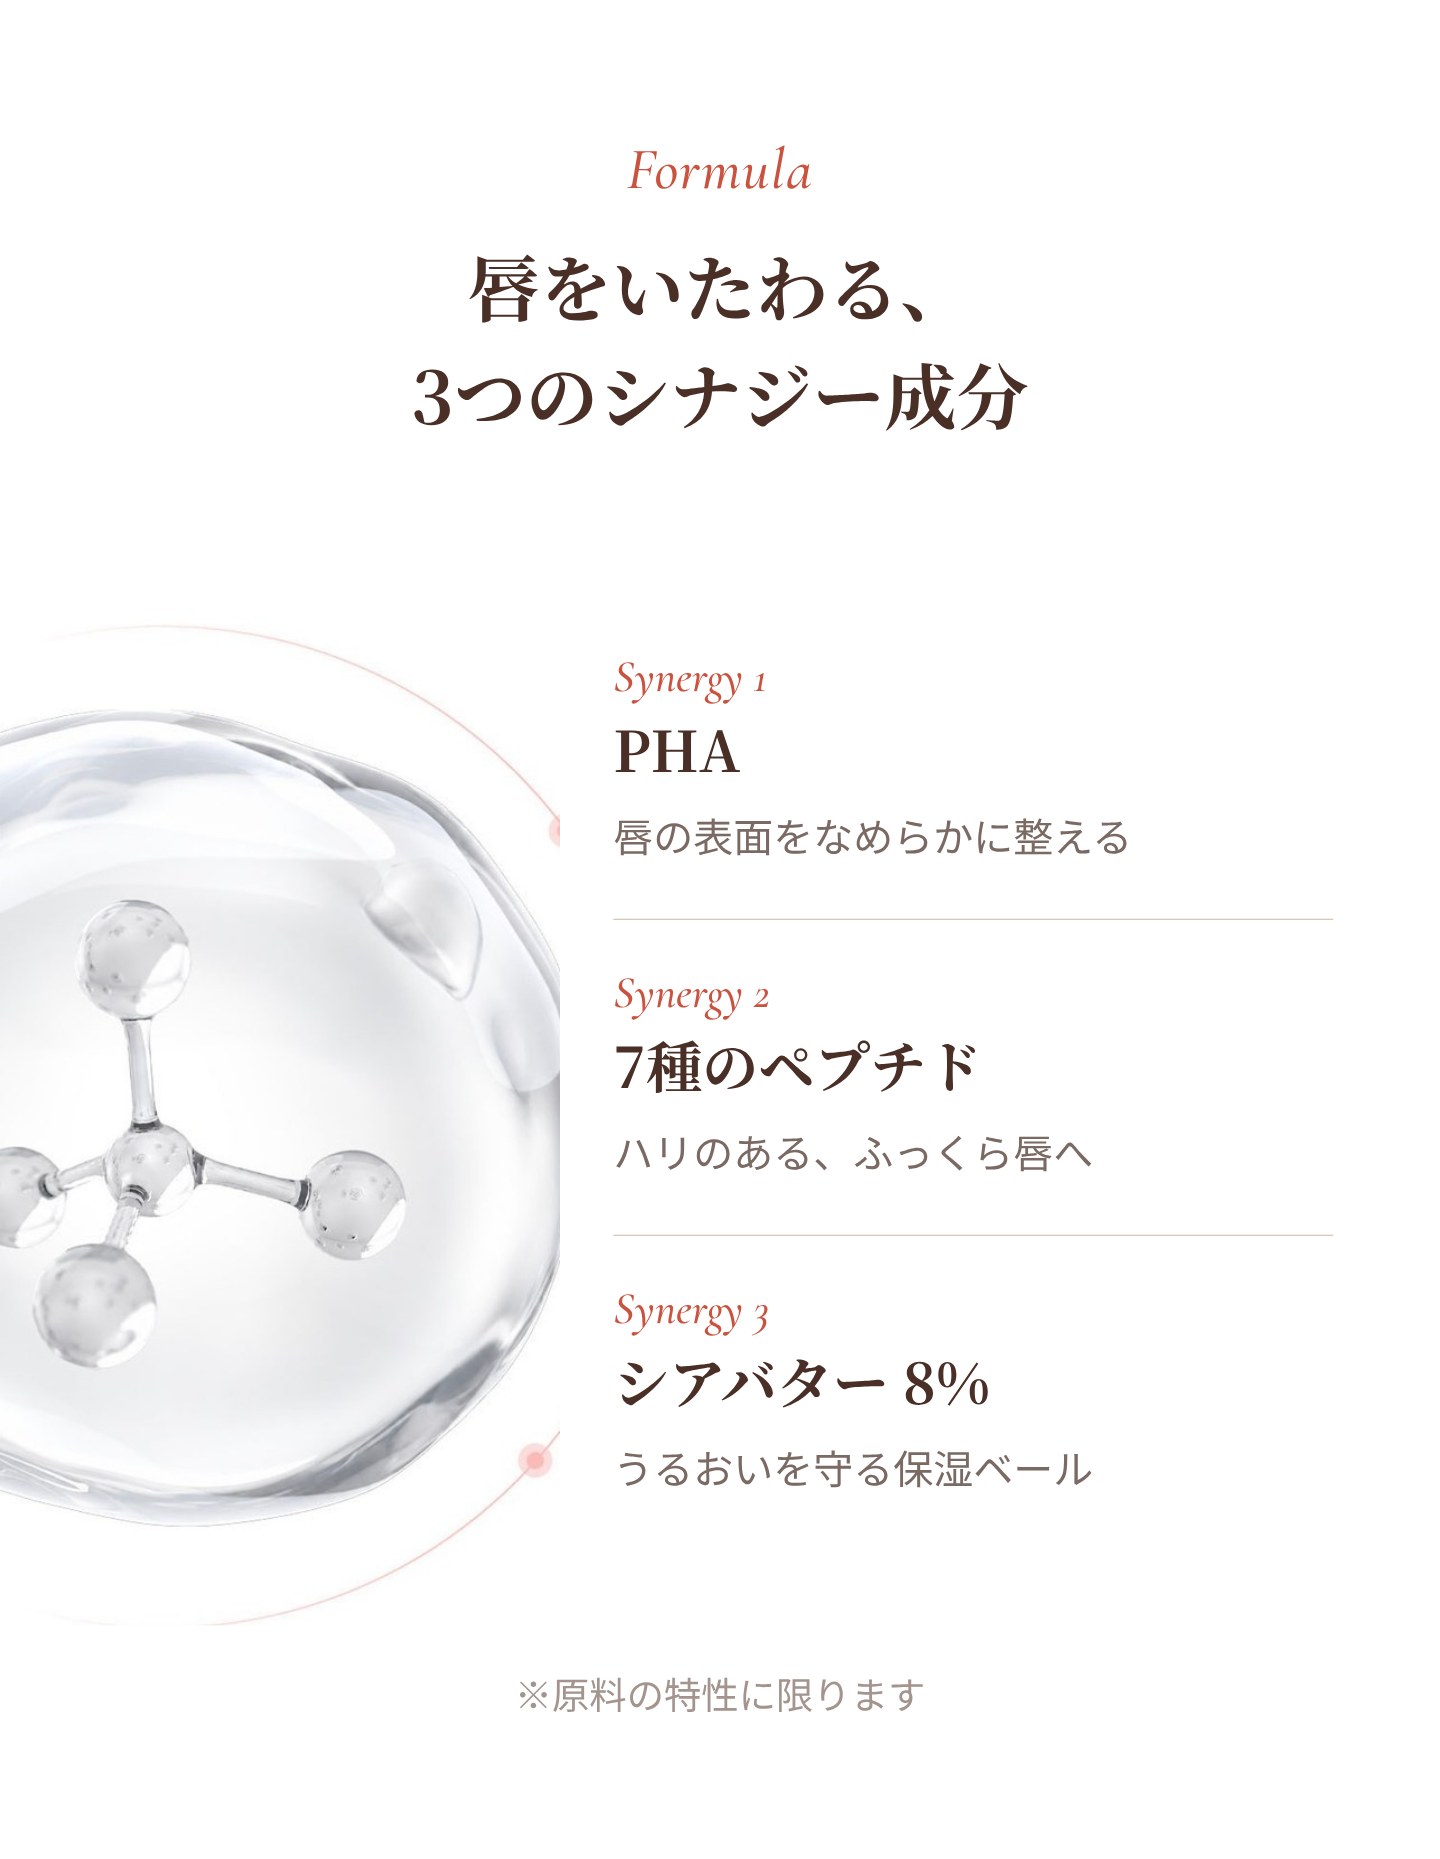 Formula
唇をいたわる、
3つのシナジー成分
Synergy 1
PHA
唇の表面をなめらかに整える
Synergy 2
7種のペプチド
ハリのある、ふっくら唇へ
Synergy 3
シアバター 8%
うるおいを守る保湿ベール
※原料の特性に限ります